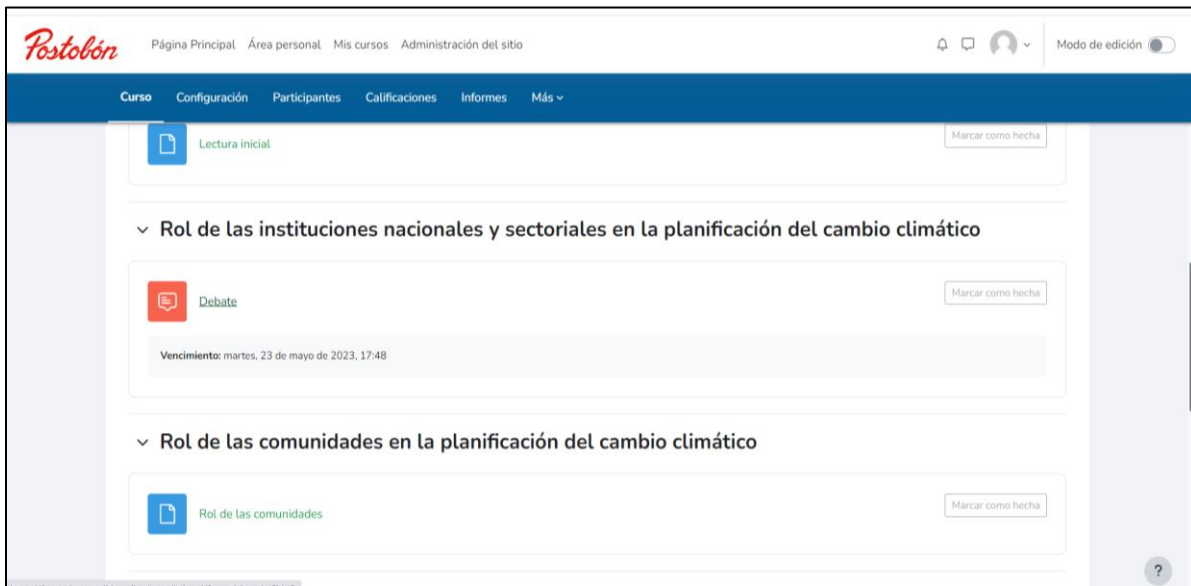 Postobón
Página Principal Área personal Mis cursos Administración del sitio
Modo de edición
Curso Configuración Participantes Calificaciones Informes Más
Lectura inicial
Marcar como hecha
Rol de las instituciones nacionales y sectoriales en la planificación del cambio climático
Debate
Marcar como hecha
Vencimiento: martes, 23 de mayo de 2023, 17:48
Rol de las comunidades en la planificación del cambio climático
Rol de las comunidades
Marcar como hecha
?